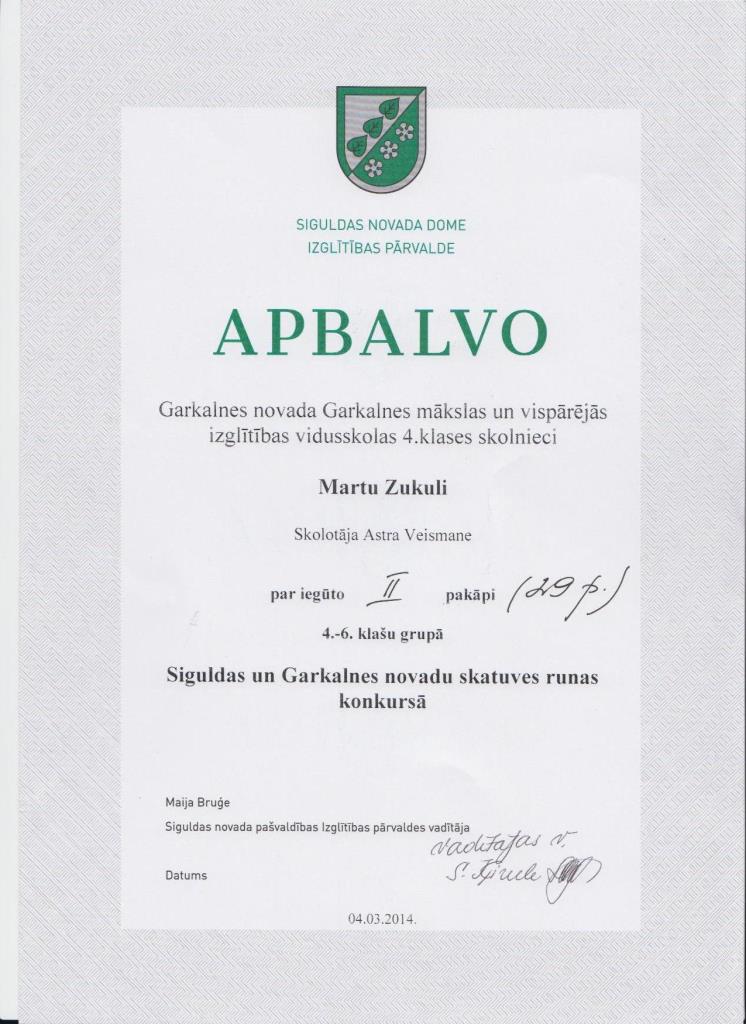 SIGULDAS NOVADA DOME
IZGLĪTĪBAS PĀRVALDE
APBALVO
Garkalnes novada Garkalnes mākslas un vispārējās
izglītības vidusskolas 4.klases skolnieci
Martu Zukuli
Skolotāja Astra Veismane
par iegūto II pakāpi (29 p.)
4.-6. klašu grupā
Siguldas un Garkalnes novadu skatuves runas
konkursā
Maija Bruģe
Siguldas novada pašvaldības Izglītības pārvaldes vadītāja
vadītājas v.
S.
Datums
04.03.2014.